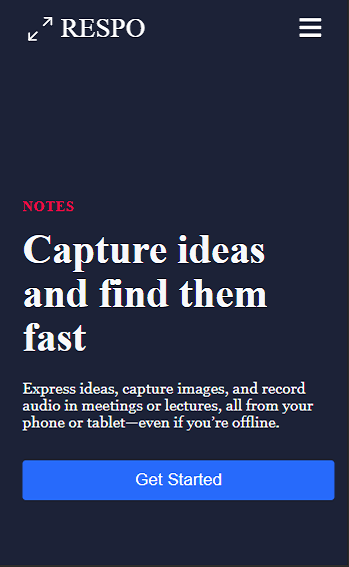 RESPO
NOTES
Capture ideas
and find them
fast
Express ideas, capture images, and record
audio in meetings or lectures, all from your
phone or tablet—even if you’re offline.
Get Started